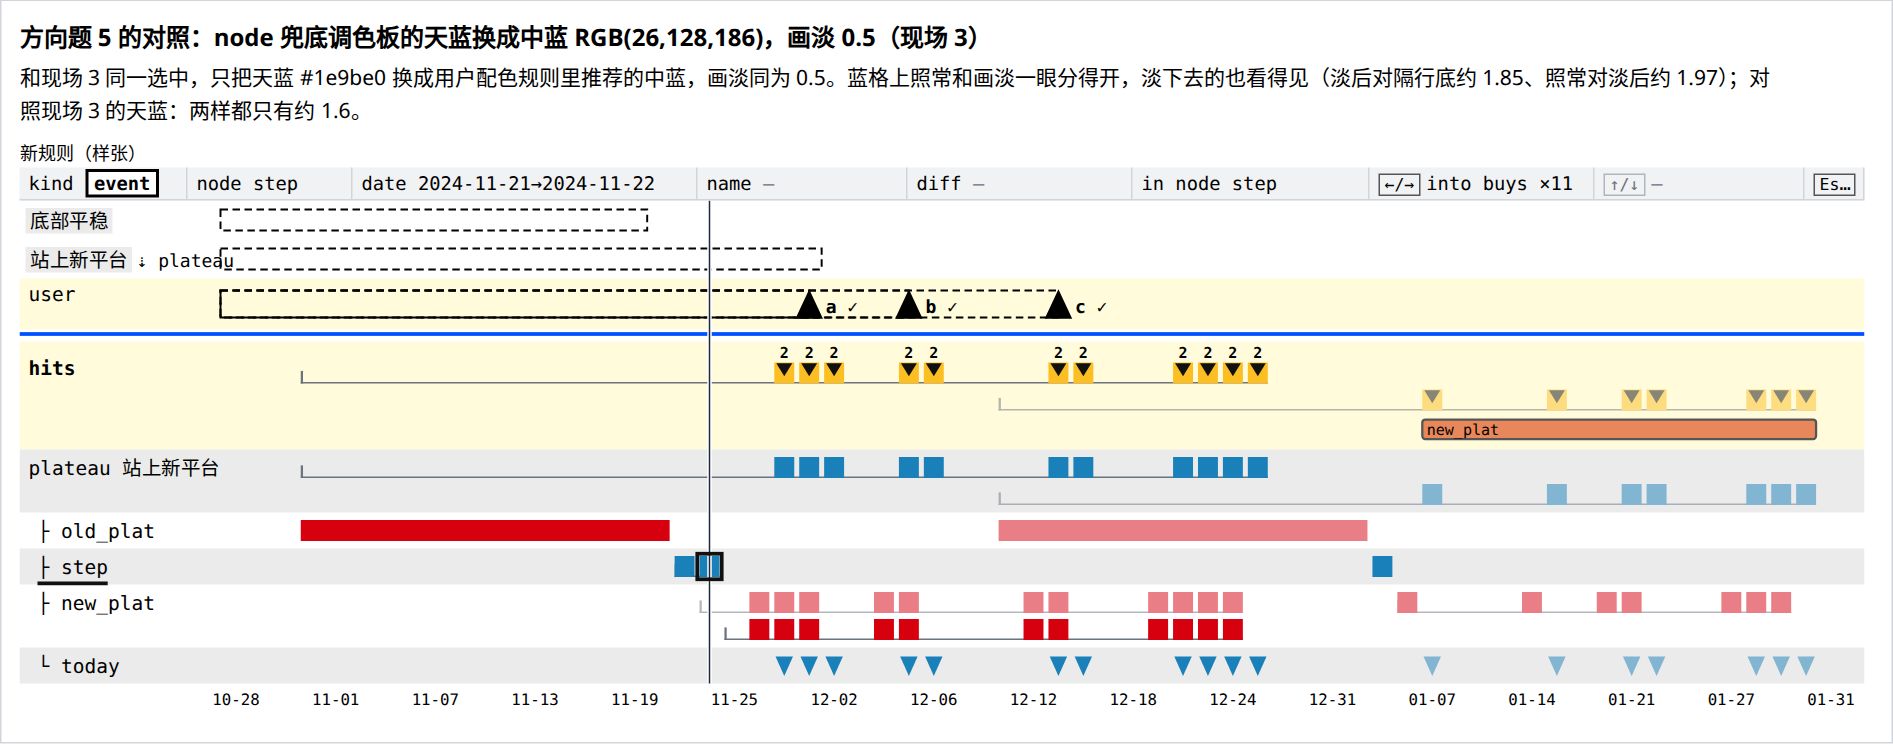 方向题 5 的对照：node 兜底调色板的天蓝换成中蓝 RGB(26,128,186)，画淡 0.5（现场 3）
和现场 3 同一选中，只把天蓝 #1e9be0 换成用户配色规则里推荐的中蓝，画淡同为 0.5。蓝格上照常和画淡一眼分得开，淡下去的也看得见（淡后对隔行底约 1.85、照常对淡后约 1.97）；对
照现场 3 的天蓝：两样都只有约 1.6。
新规则（样张）
kind event node step date 2024-11-21→2024-11-22 name — diff — in node step ←/→ into buys ×11 ↑/↓ — Es…
底部平稳
站上新平台 ⇣ plateau
user a ✓ b ✓ c ✓
2 2 2 2 2 2 2 2 2 2 2
hits
new_plat
plateau 站上新平台
├ old_plat
├ step
├ new_plat
└ today
10-28 11-01 11-07 11-13 11-19 11-25 12-02 12-06 12-12 12-18 12-24 12-31 01-07 01-14 01-21 01-27 01-31